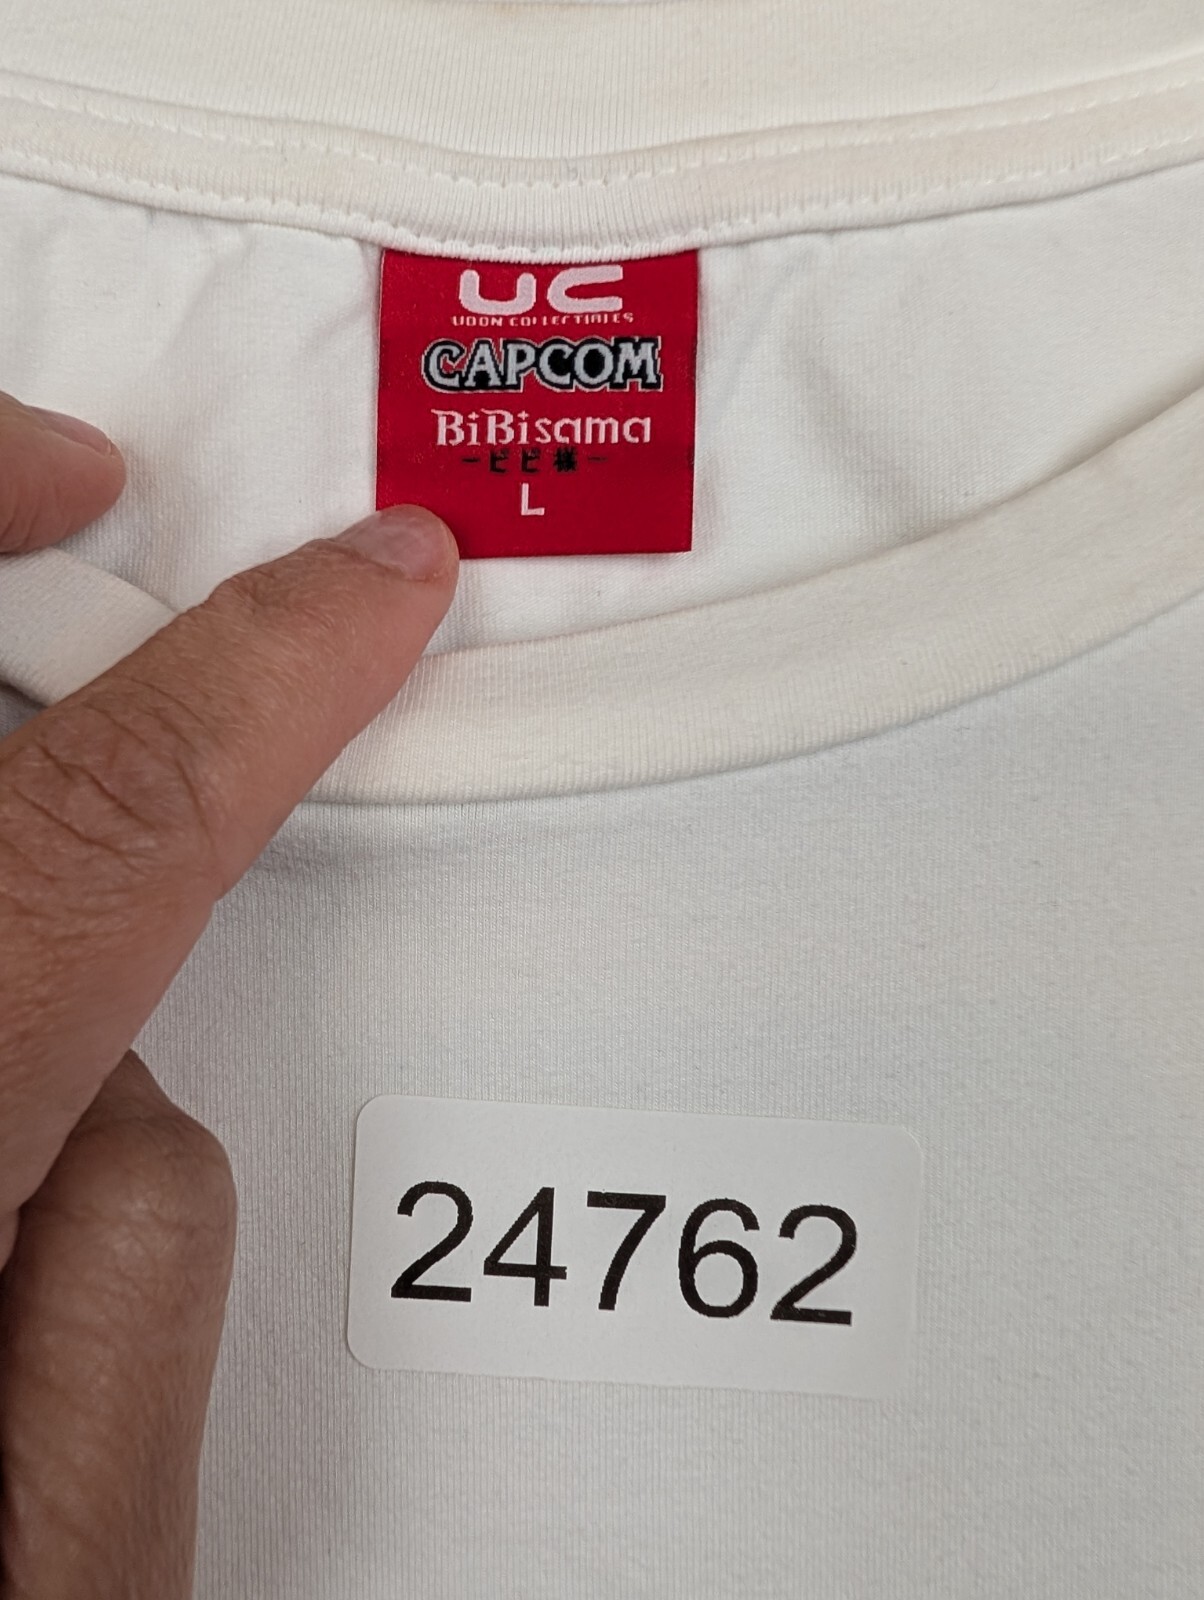 UC
UDON COLLECTIBLES
CAPCOM
BiBisama
-ビビ様-
L
24762